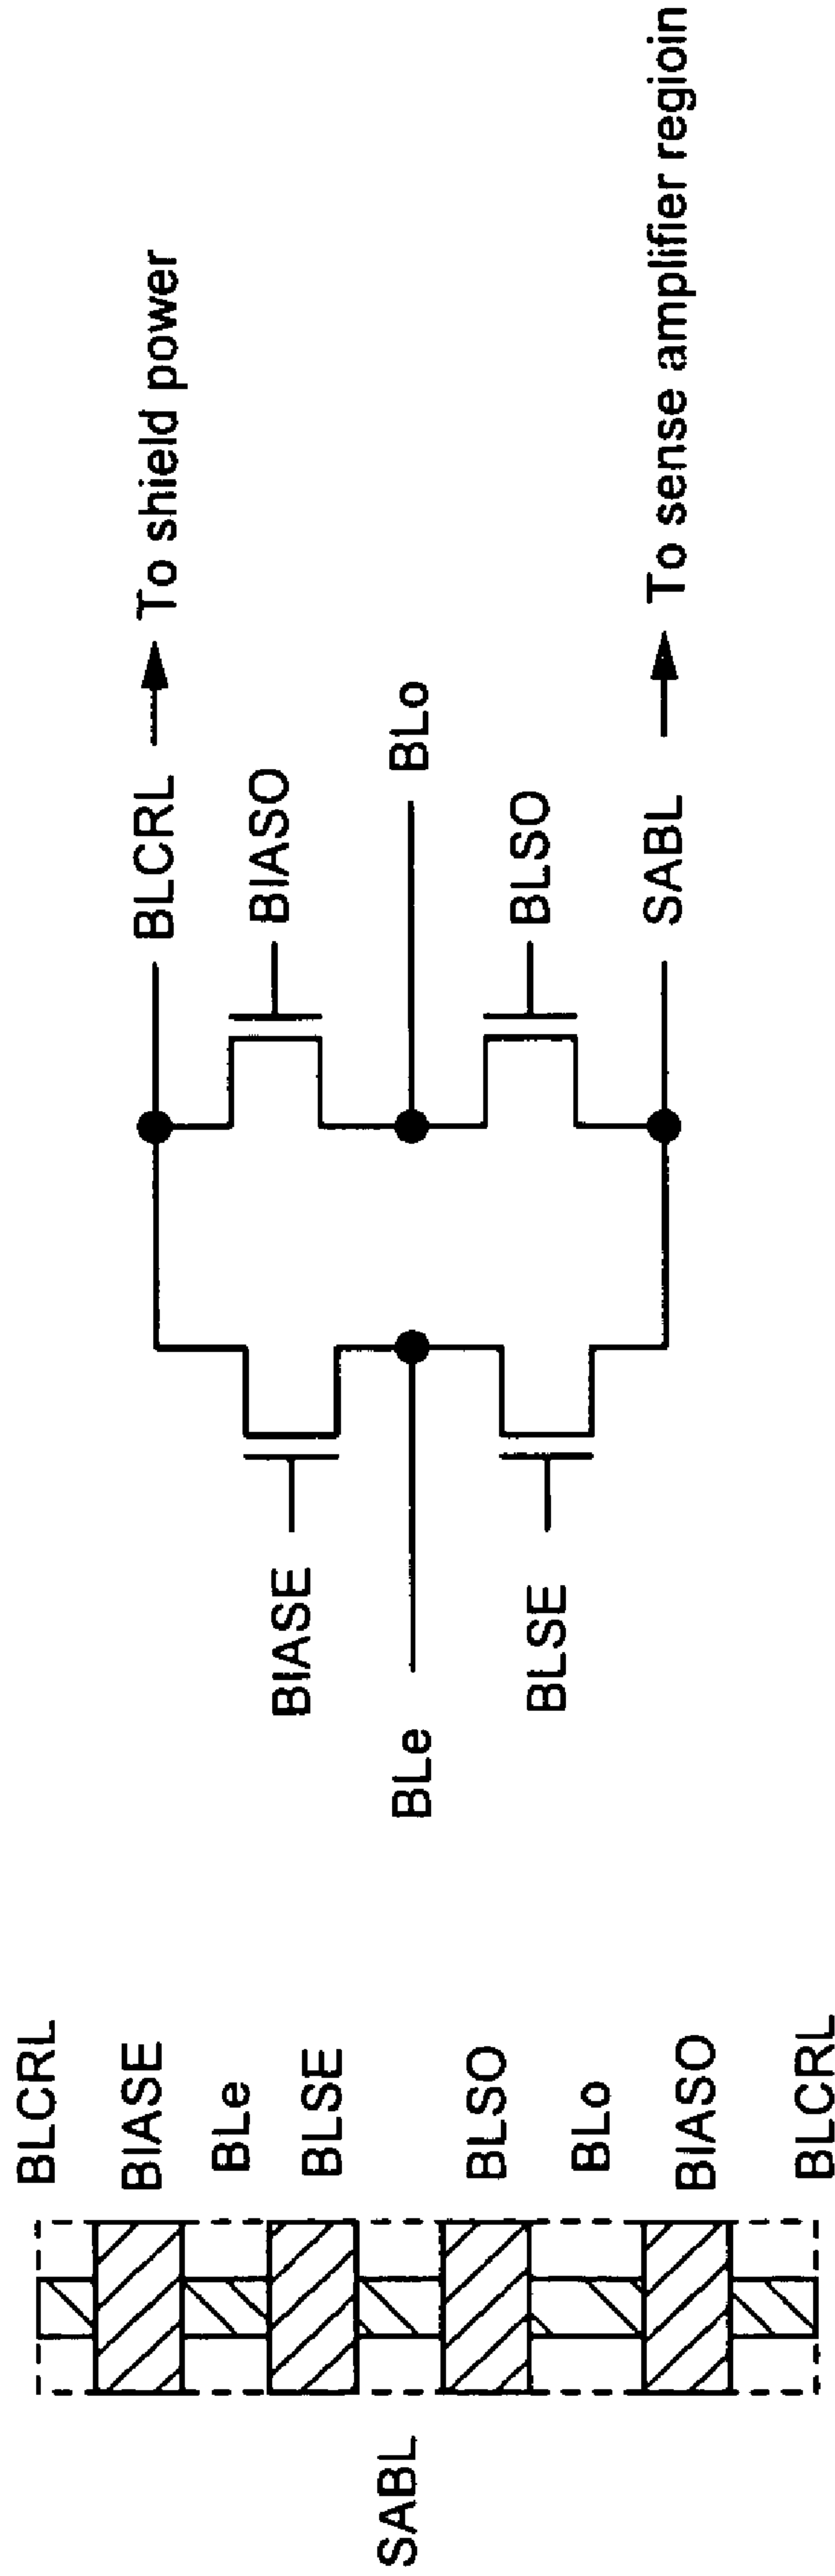 BLCRL
BIASE
BLe
BLSE
BLSO
BLo
BIASO
BLCRL
SABL
BLCRL
To shield power
BIASE
BIASO
BLe
BLo
BLSE
BLSO
SABL
To sense amplifier regioin